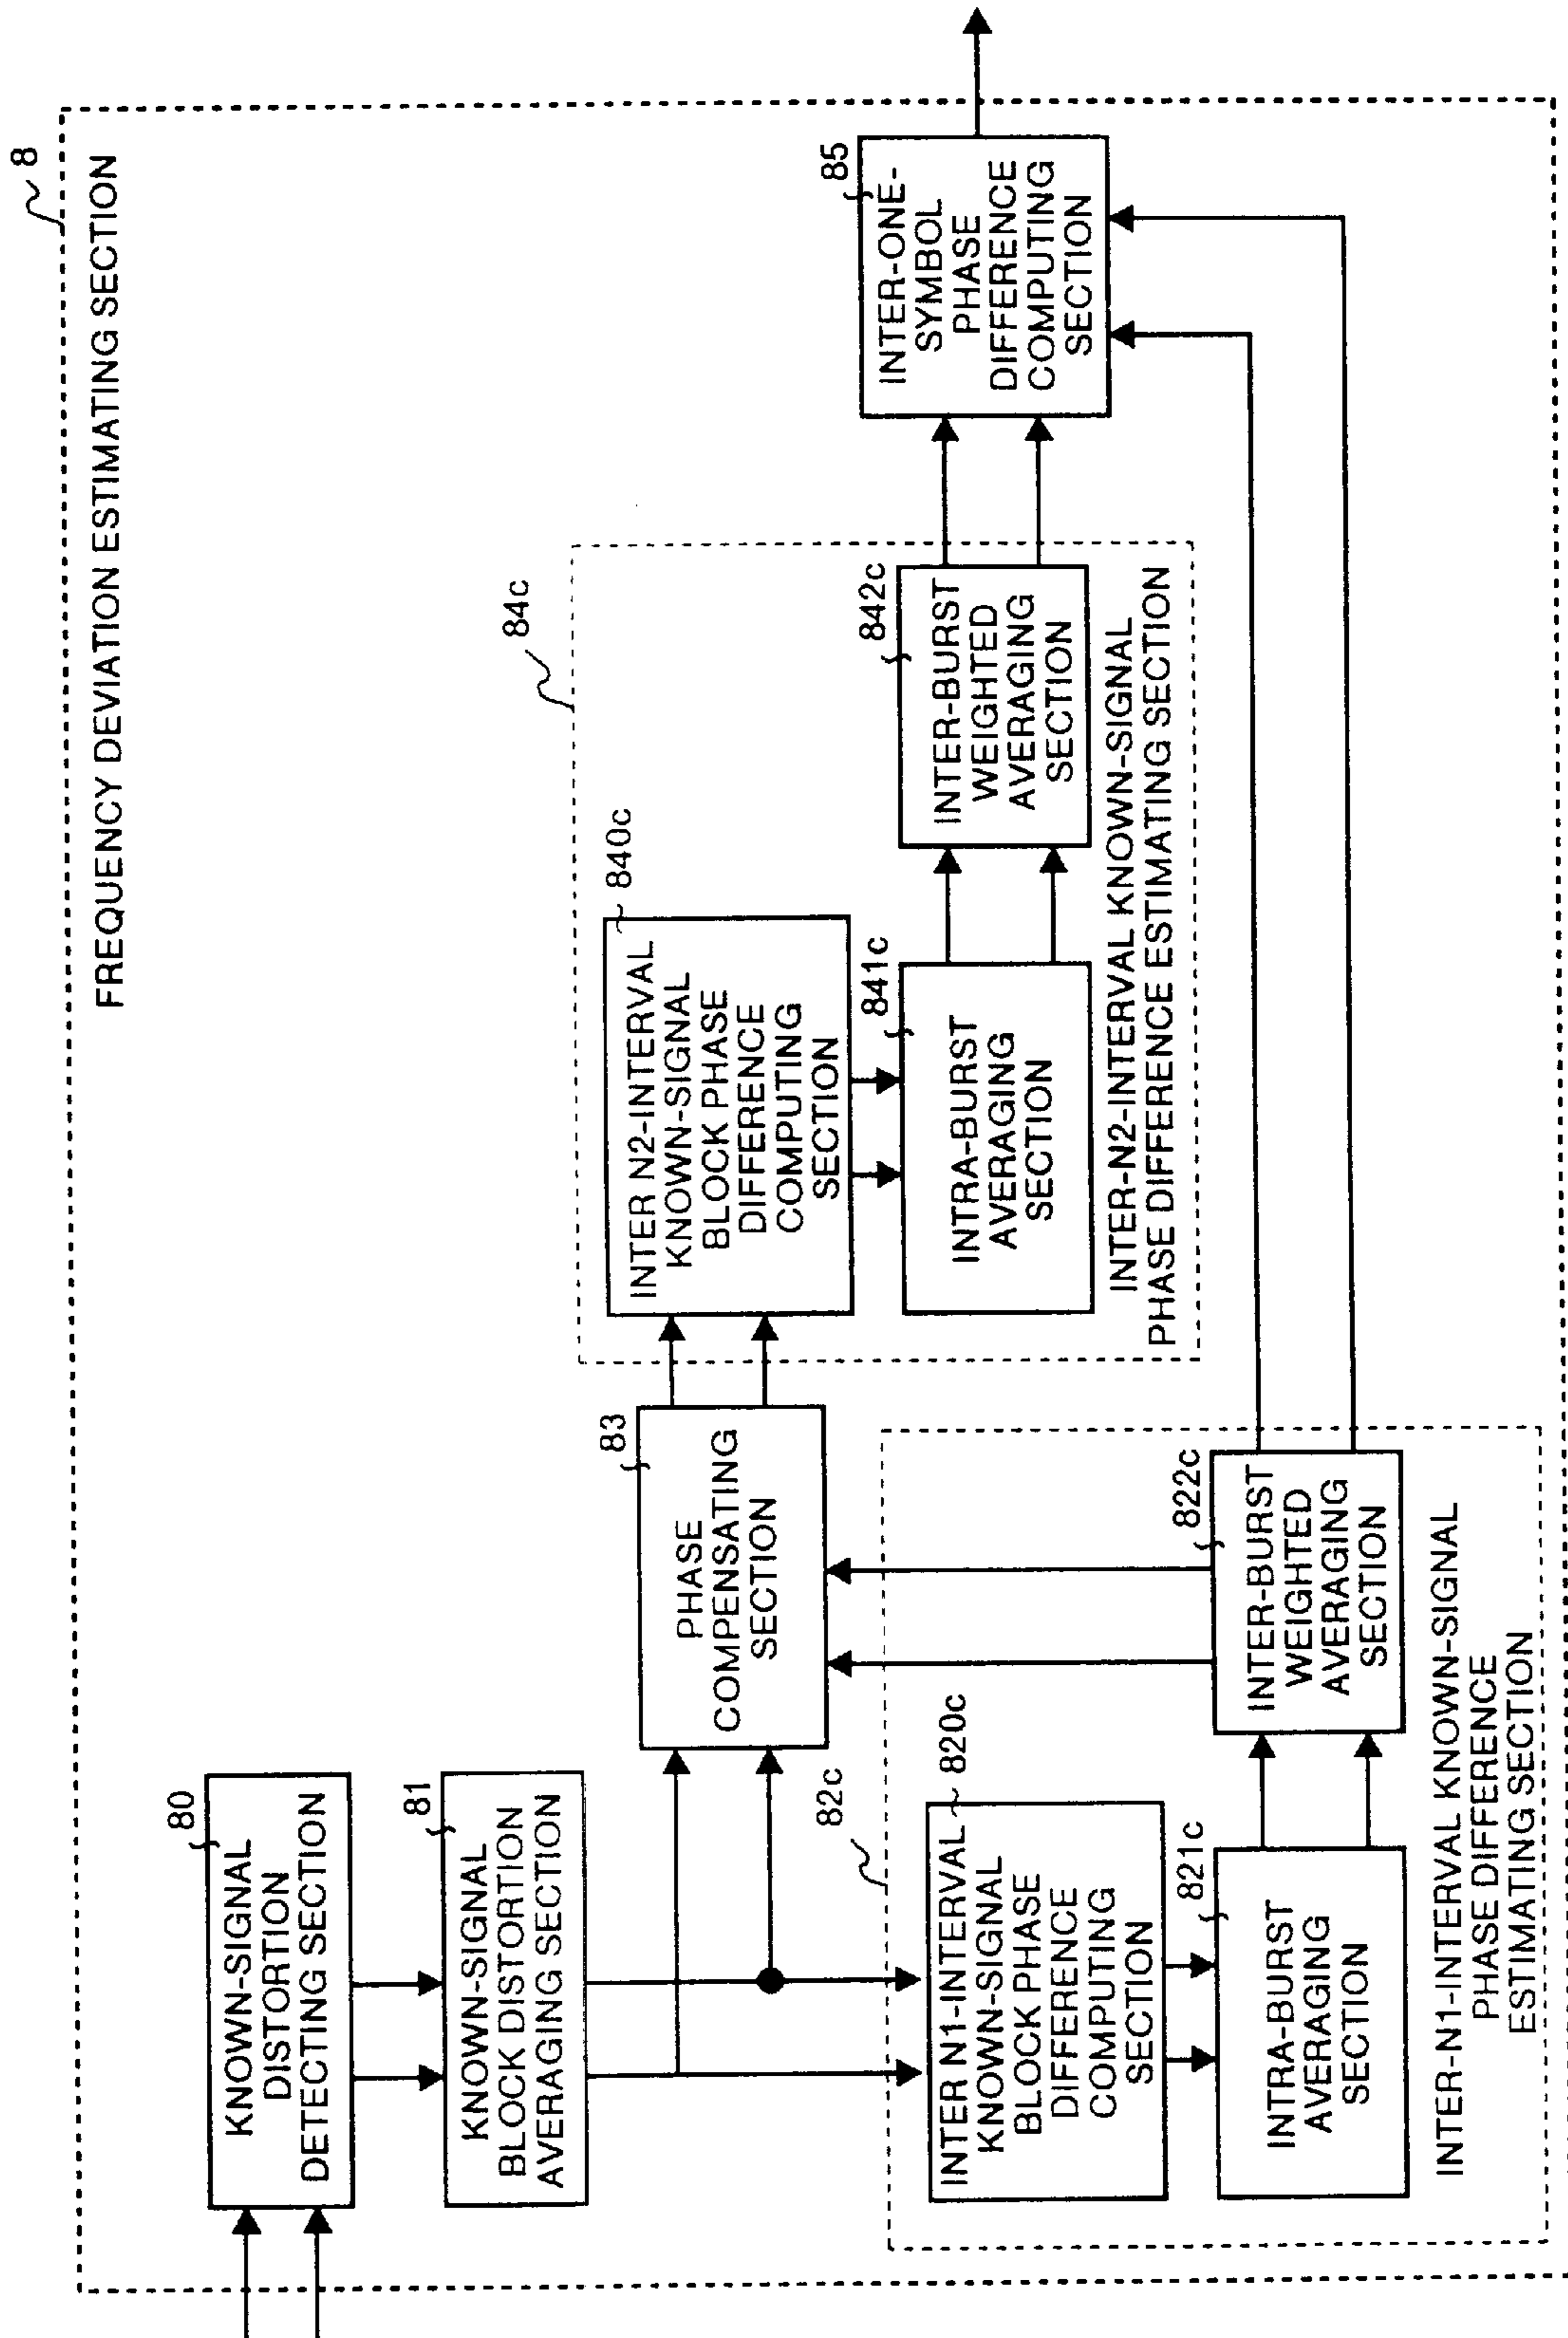 8
FREQUENCY DEVIATION ESTIMATING SECTION
80
KNOWN-SIGNAL
DISTORTION
DETECTING SECTION
81
KNOWN-SIGNAL
BLOCK DISTORTION
AVERAGING SECTION
82c
820c
INTER N1-INTERVAL
KNOWN-SIGNAL
BLOCK PHASE
DIFFERENCE
COMPUTING
SECTION
821c
INTRA-BURST
AVERAGING
SECTION
822c
INTER-BURST
WEIGHTED
AVERAGING
SECTION
INTER-N1-INTERVAL KNOWN-SIGNAL
PHASE DIFFERENCE
ESTIMATING SECTION
83
PHASE
COMPENSATING
SECTION
84c
840c
INTER N2-INTERVAL
KNOWN-SIGNAL
BLOCK PHASE
DIFFERENCE
COMPUTING
SECTION
841c
INTRA-BURST
AVERAGING
SECTION
842c
INTER-BURST
WEIGHTED
AVERAGING
SECTION
INTER-N2-INTERVAL KNOWN-SIGNAL
PHASE DIFFERENCE ESTIMATING SECTION
85
INTER-ONE-
SYMBOL
PHASE
DIFFERENCE
COMPUTING
SECTION